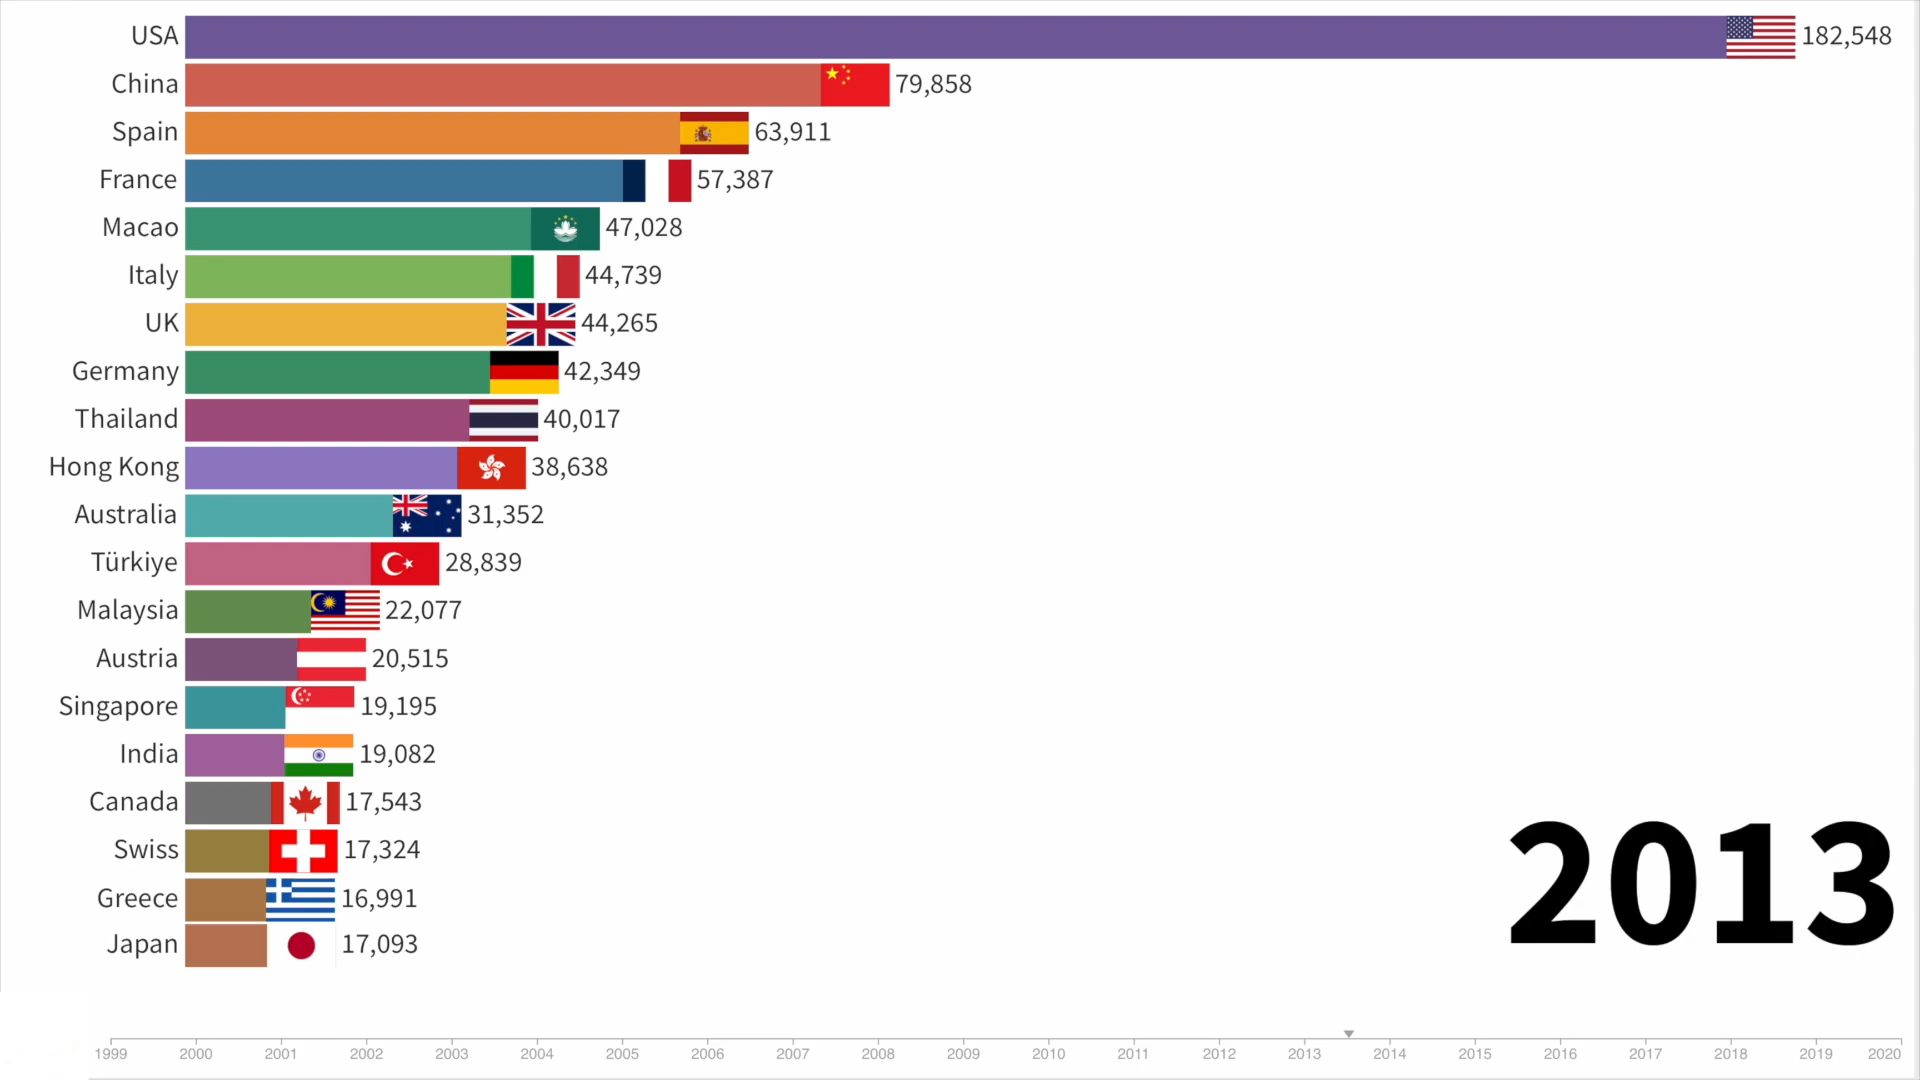 USA 182,548
China 79,858
Spain 63,911
France 57,387
Macao 47,028
Italy 44,739
UK 44,265
Germany 42,349
Thailand 40,017
Hong Kong 38,638
Australia 31,352
Türkiye 28,839
Malaysia 22,077
Austria 20,515
Singapore 19,195
India 19,082
Canada 17,543
Swiss 17,324
Greece 16,991
Japan 17,093
2013
1999 2000 2001 2002 2003 2004 2005 2006 2007 2008 2009 2010 2011 2012 2013 2014 2015 2016 2017 2018 2019 2020